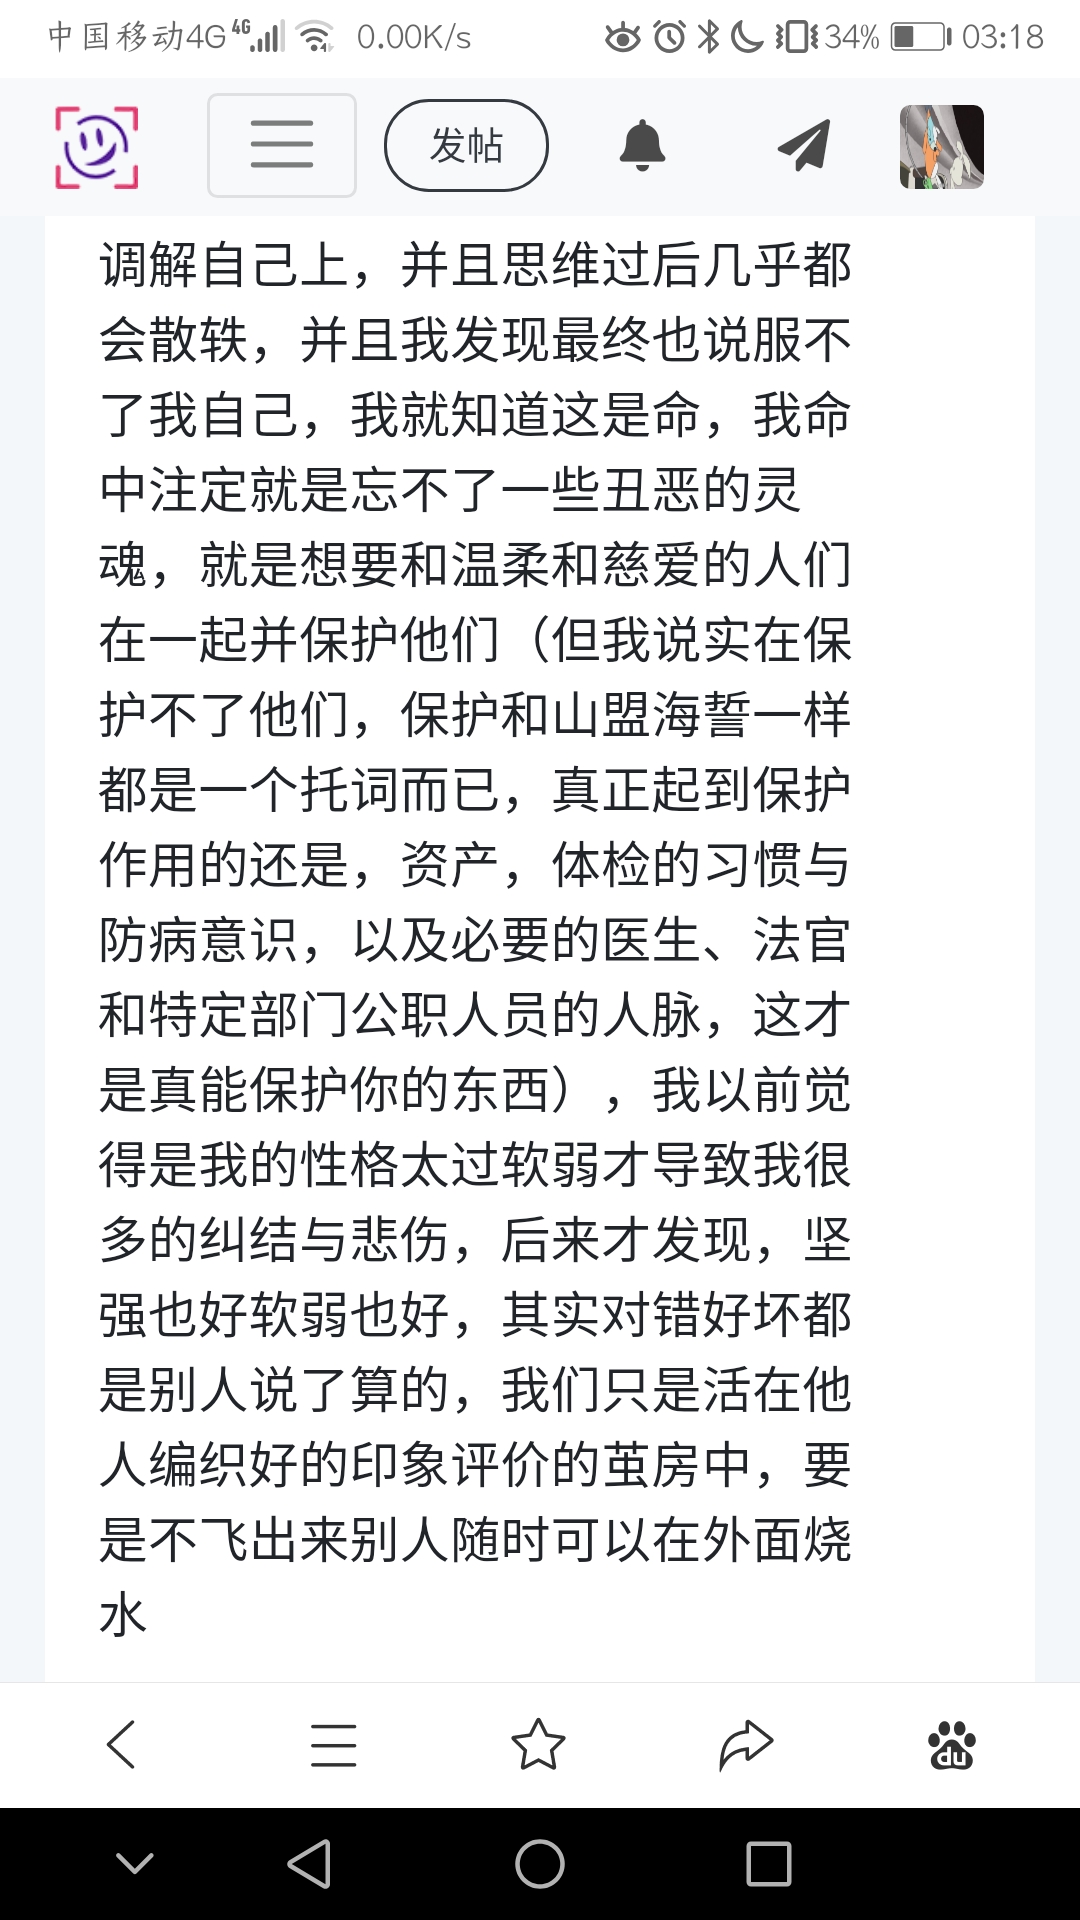 中国移动4G 4G 0.00K/s 34% 03:18
发帖
调解自己上，并且思维过后几乎都
会散轶，并且我发现最终也说服不
了我自己，我就知道这是命，我命
中注定就是忘不了一些丑恶的灵
魂，就是想要和温柔和慈爱的人们
在一起并保护他们（但我说实在保
护不了他们，保护和山盟海誓一样
都是一个托词而已，真正起到保护
作用的还是，资产，体检的习惯与
防病意识，以及必要的医生、法官
和特定部门公职人员的人脉，这才
是真能保护你的东西），我以前觉
得是我的性格太过软弱才导致我很
多的纠结与悲伤，后来才发现，坚
强也好软弱也好，其实对错好坏都
是别人说了算的，我们只是活在他
人编织好的印象评价的茧房中，要
是不飞出来别人随时可以在外面烧
水
du